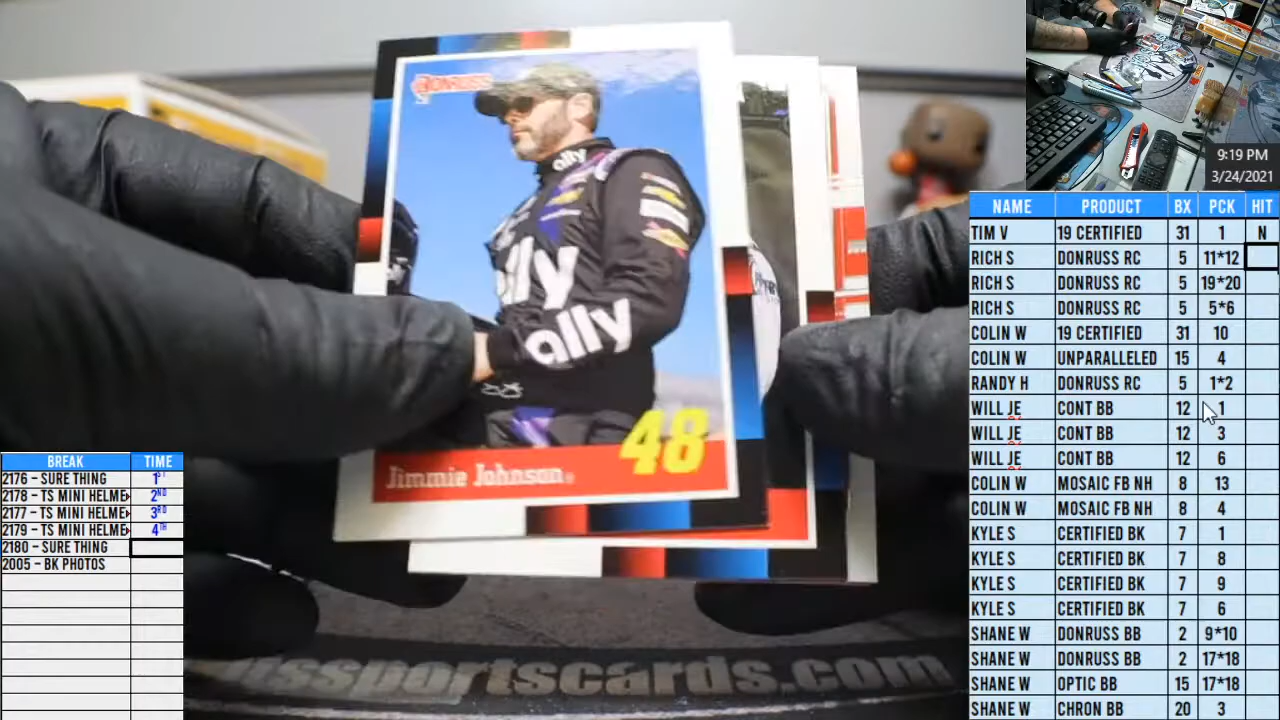 DONRUSS
ally
ally
ally
48
Jimmie Johnson
ssportscards.com
9:19 PM
3/24/2021
NAME PRODUCT BX PCK HIT
TIM V 19 CERTIFIED 31 1 N
RICH S DONRUSS RC 5 11*12
RICH S DONRUSS RC 5 19*20
RICH S DONRUSS RC 5 5*6
COLIN W 19 CERTIFIED 31 10
COLIN W UNPARALLELED 15 4
RANDY H DONRUSS RC 5 1*2
WILL JE CONT BB 12 1
WILL JE CONT BB 12 3
WILL JE CONT BB 12 6
COLIN W MOSAIC FB NH 8 13
COLIN W MOSAIC FB NH 8 4
KYLE S CERTIFIED BK 7 1
KYLE S CERTIFIED BK 7 8
KYLE S CERTIFIED BK 7 9
KYLE S CERTIFIED BK 7 6
SHANE W DONRUSS BB 2 9*10
SHANE W DONRUSS BB 2 17*18
SHANE W OPTIC BB 15 17*18
SHANE W CHRON BB 20 3
BREAK TIME
2176 – SURE THING 1ST
2178 – TS MINI HELME 2ND
2177 – TS MINI HELME 3RD
2179 – TS MINI HELME 4TH
2180 – SURE THING
2005 – BK PHOTOS